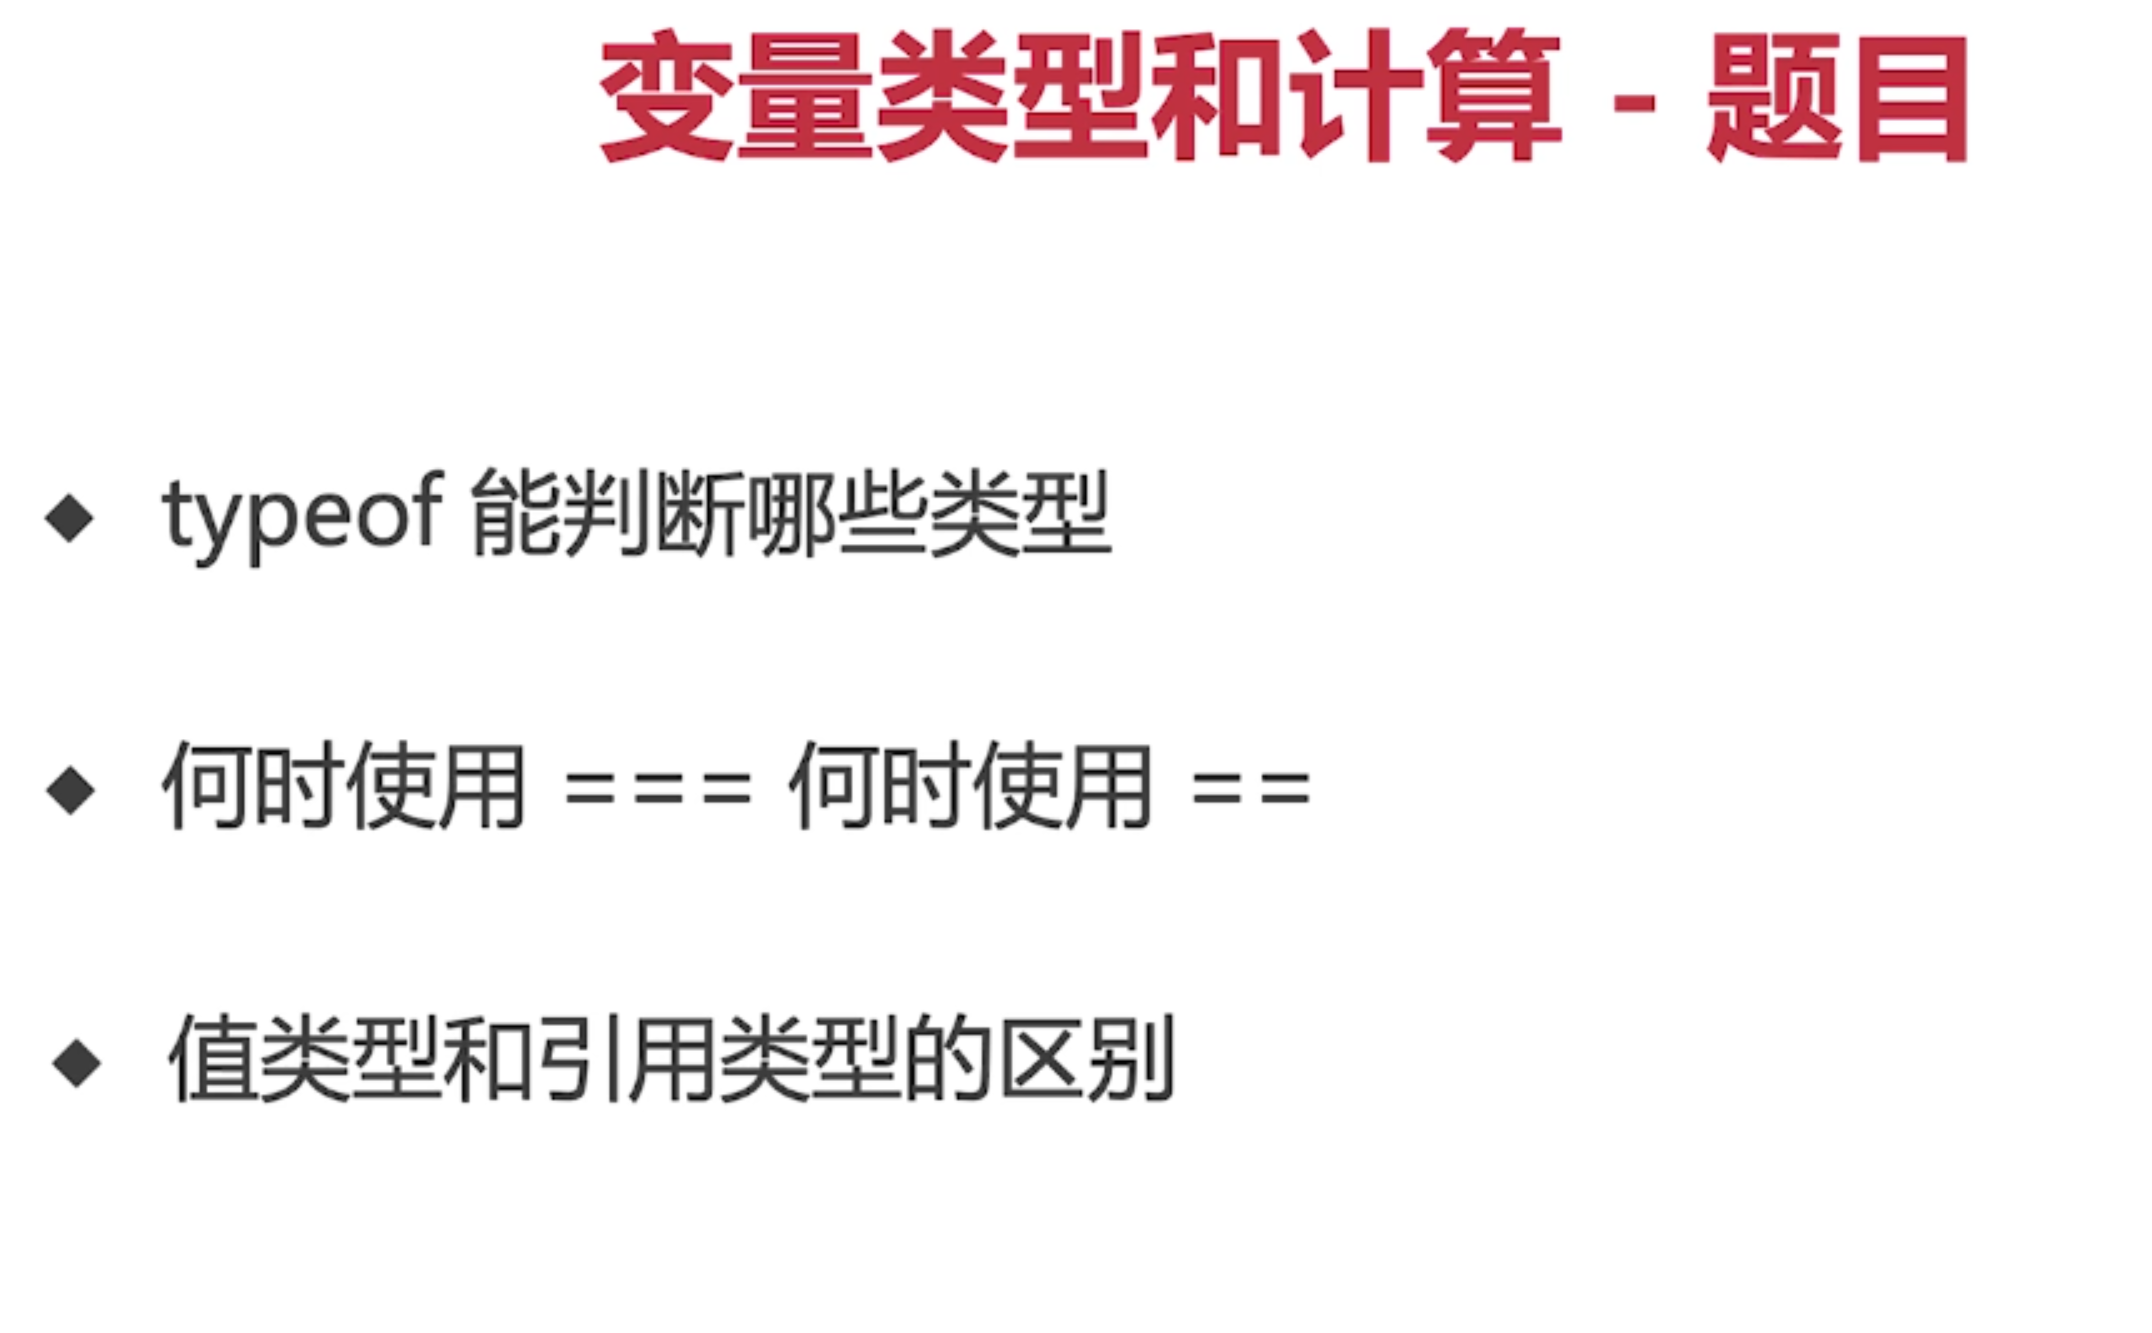 变量类型和计算 - 题目
◆ typeof 能判断哪些类型
◆ 何时使用 === 何时使用 ==
◆ 值类型和引用类型的区别